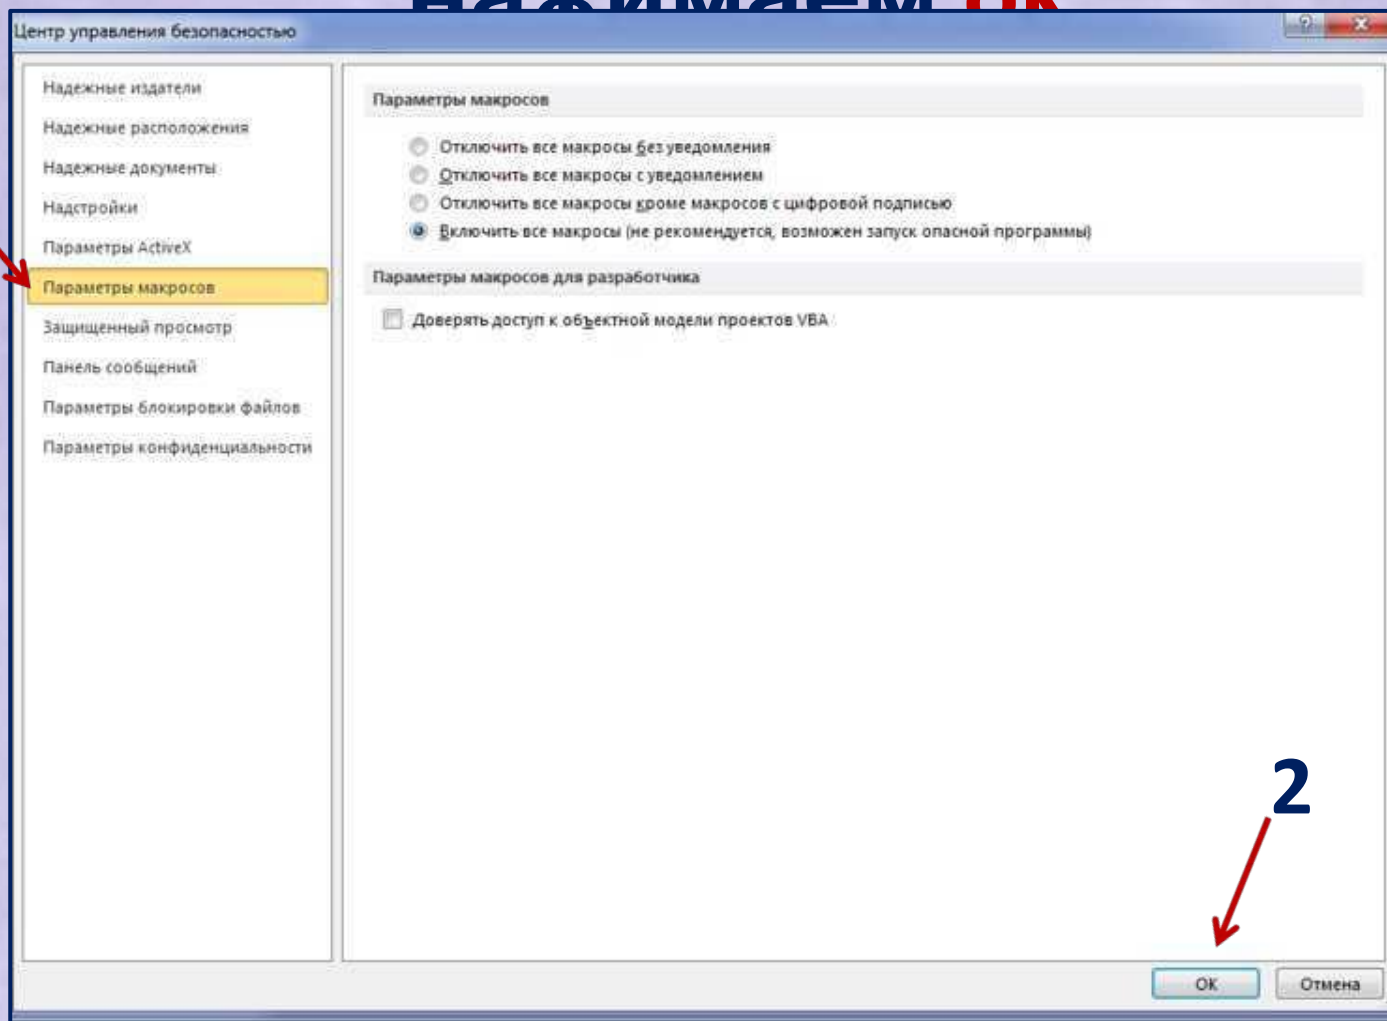 нажимаем ok
Центр управления безопасностью
Надежные издатели
Надежные расположения
Надежные документы
Надстройки
Параметры ActiveX
Параметры макросов
Защищенный просмотр
Панель сообщений
Параметры блокировки файлов
Параметры конфиденциальности
Параметры макросов
Отключить все макросы без уведомления
Отключить все макросы с уведомлением
Отключить все макросы кроме макросов с цифровой подписью
Включить все макросы (не рекомендуется, возможен запуск опасной программы)
Параметры макросов для разработчика
Доверять доступ к объектной модели проектов VBA
2
ОК
Отмена